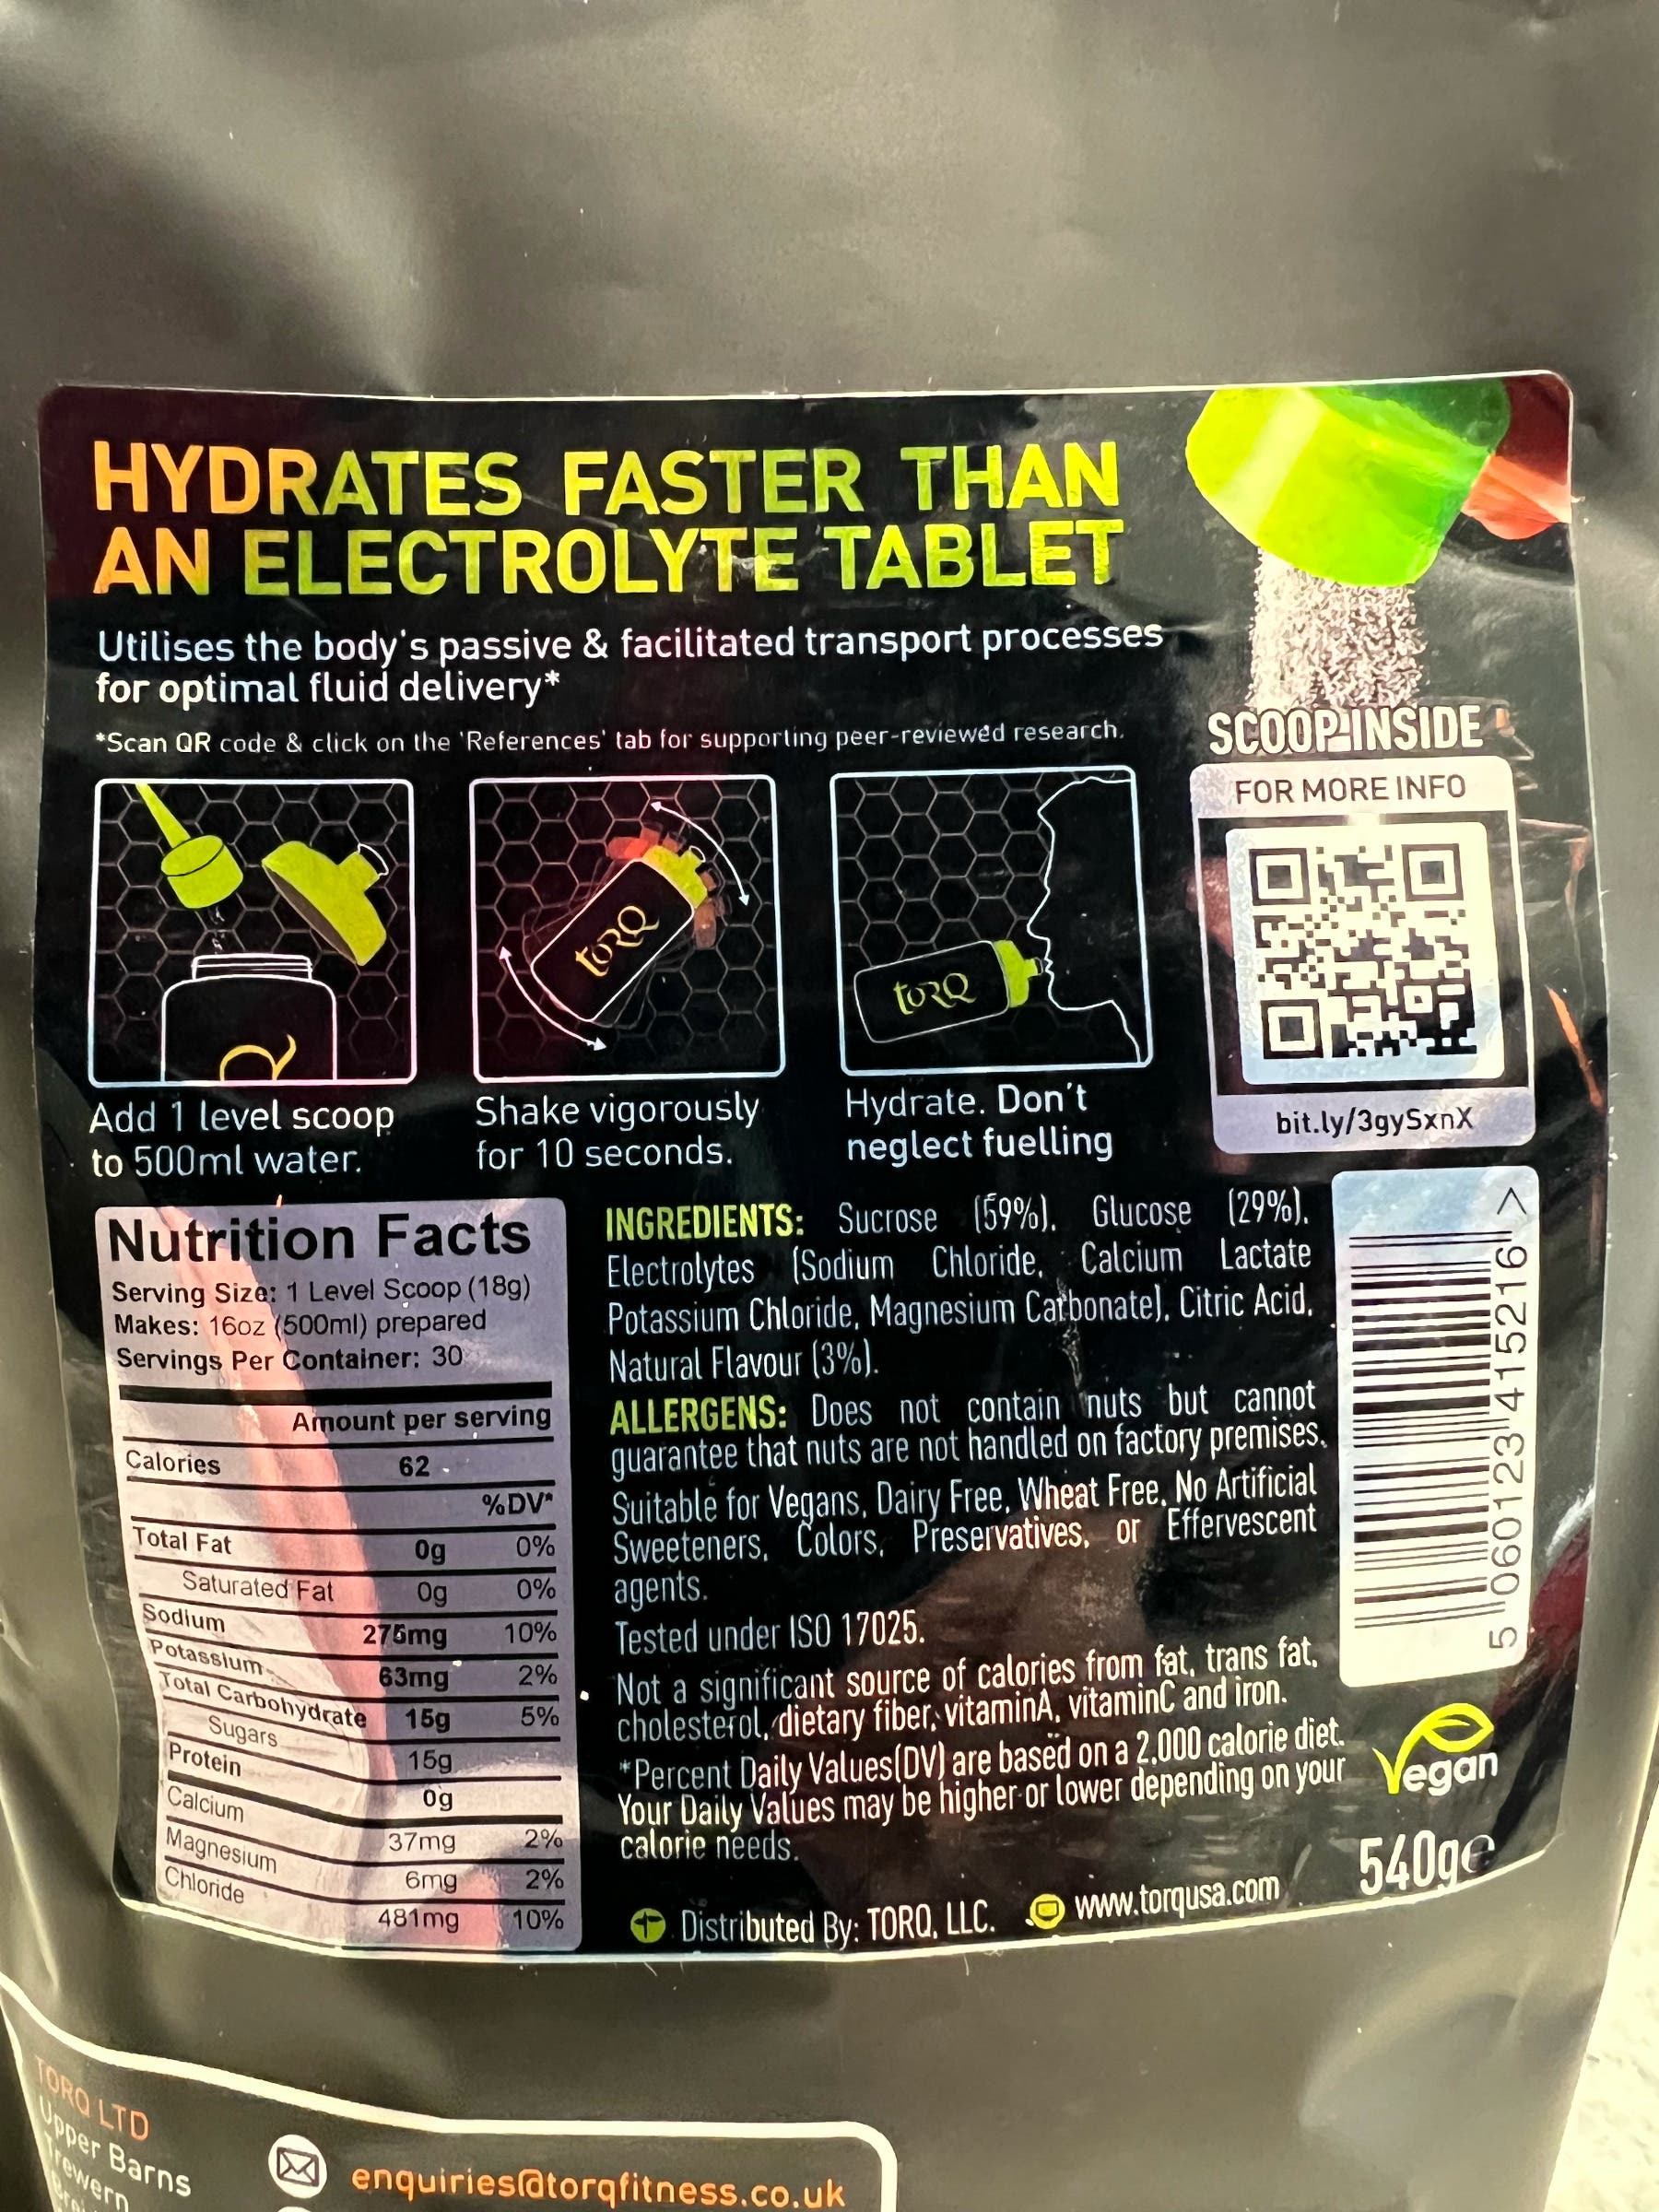 HYDRATES FASTER THAN
AN ELECTROLYTE TABLET
Utilises the body's passive & facilitated transport processes
for optimal fluid delivery*
*Scan QR code & click on the 'References' tab for supporting peer-reviewed research.
SCOOP INSIDE
FOR MORE INFO
bit.ly/3gySxnX
torQ
torQ
Add 1 level scoop
to 500ml water.
Shake vigorously
for 10 seconds.
Hydrate. Don't
neglect fuelling
Nutrition Facts
Serving Size: 1 Level Scoop (18g)
Makes: 16oz (500ml) prepared
Servings Per Container: 30
Amount per serving
Calories 62
%DV*
Total Fat 0g 0%
Saturated Fat 0g 0%
Sodium 275mg 10%
Potassium 63mg 2%
Total Carbohydrate 15g 5%
Sugars 15g
Protein 0g
Calcium 37mg 2%
Magnesium 6mg 2%
Chloride 481mg 10%
INGREDIENTS: Sucrose (59%), Glucose (29%),
Electrolytes (Sodium Chloride, Calcium Lactate
Potassium Chloride, Magnesium Carbonate), Citric Acid,
Natural Flavour (3%).
ALLERGENS: Does not contain nuts but cannot
guarantee that nuts are not handled on factory premises.
Suitable for Vegans, Dairy Free, Wheat Free, No Artificial
Sweeteners, Colors, Preservatives, or Effervescent
agents.
Tested under ISO 17025.
Not a significant source of calories from fat, trans fat,
cholesterol, dietary fiber, vitaminA, vitaminC and iron.
*Percent Daily Values(DV) are based on a 2,000 calorie diet.
Your Daily Values may be higher or lower depending on your
calorie needs.
Distributed By: TORQ, LLC.
www.torqusa.com
5 060123 415216 >
Vegan
540g℮
TORQ LTD
Upper Barns
Trewern
enquiries@torqfitness.co.uk